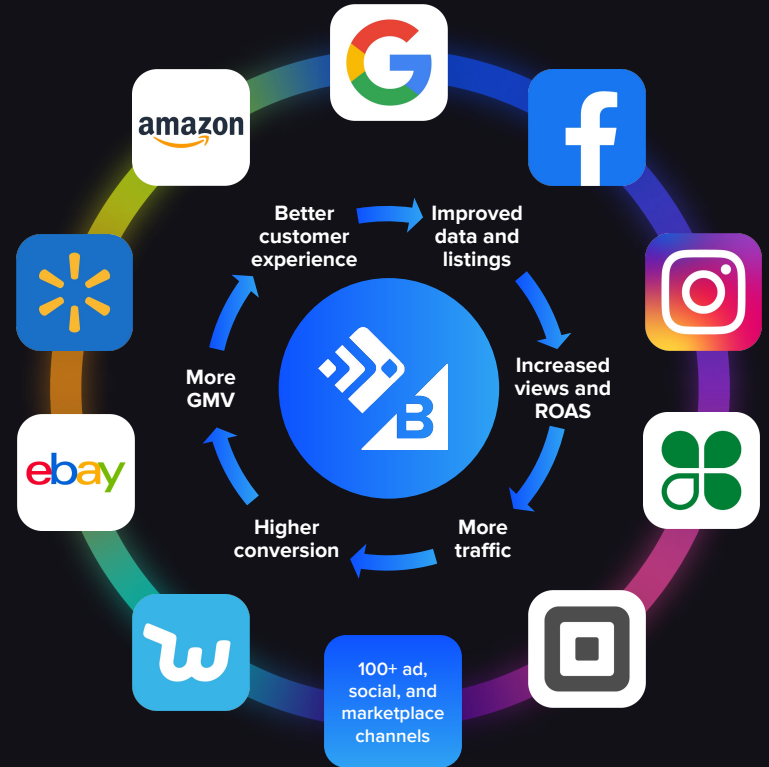 amazon
Better
customer
experience
Improved
data and
listings
Increased
views and
ROAS
More
traffic
Higher
conversion
More
GMV
B
ebay
100+ ad,
social, and
marketplace
channels